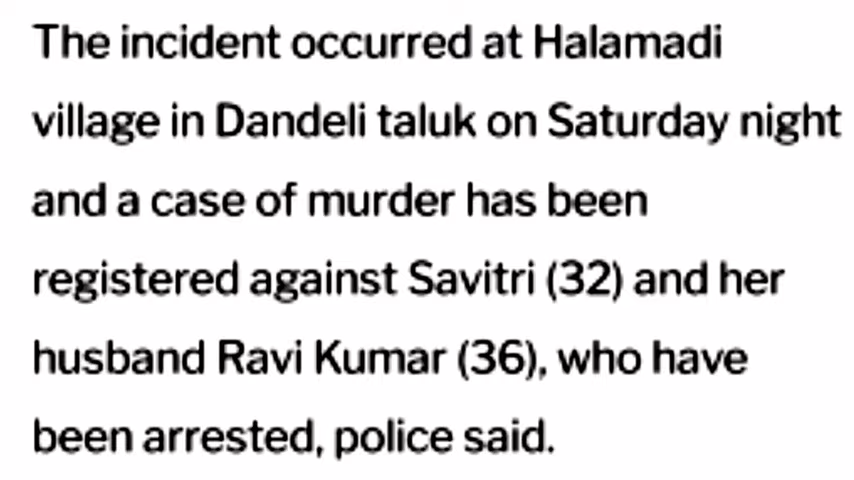 The incident occurred at Halamadi
village in Dandeli taluk on Saturday night
and a case of murder has been
registered against Savitri (32) and her
husband Ravi Kumar (36), who have
been arrested, police said.